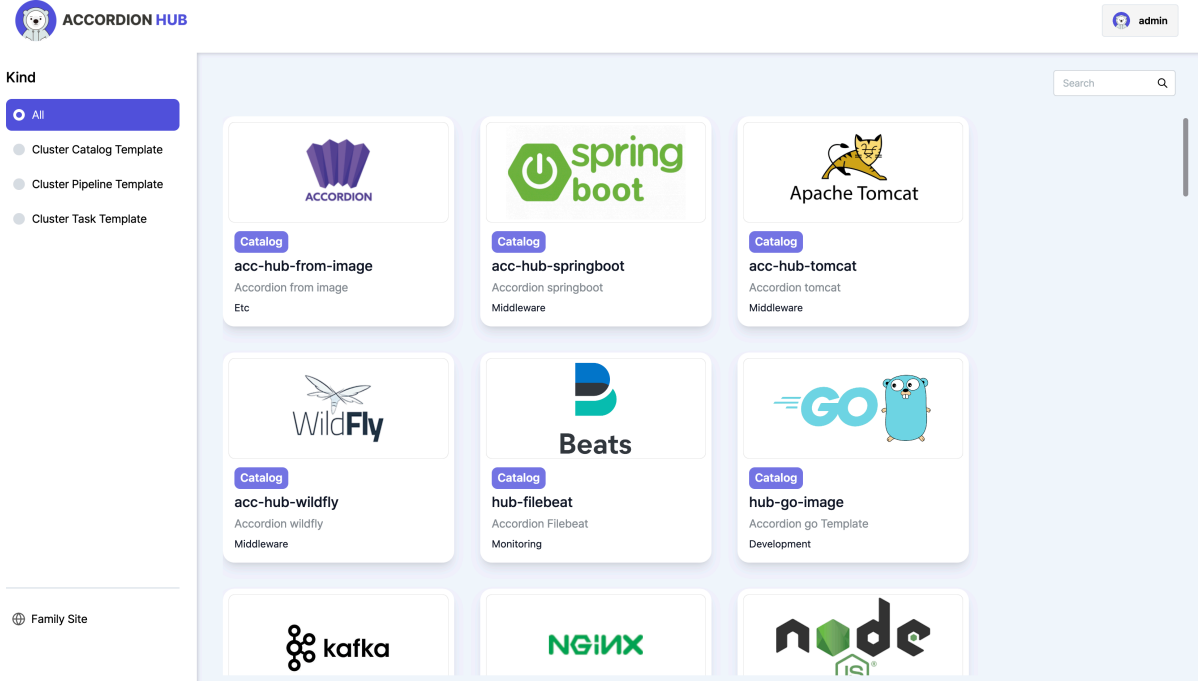 ACCORDION HUB
admin
Kind
All
Cluster Catalog Template
Cluster Pipeline Template
Cluster Task Template
Family Site
Search
ACCORDION
spring
boot
Apache Tomcat
Catalog
Catalog
Catalog
acc-hub-from-image
acc-hub-springboot
acc-hub-tomcat
Accordion from image
Accordion springboot
Accordion tomcat
Etc
Middleware
Middleware
WildFly
Beats
GO
Catalog
Catalog
Catalog
acc-hub-wildfly
hub-filebeat
hub-go-image
Accordion wildfly
Accordion Filebeat
Accordion go Template
Middleware
Monitoring
Development
kafka
NGINX
node
JS®